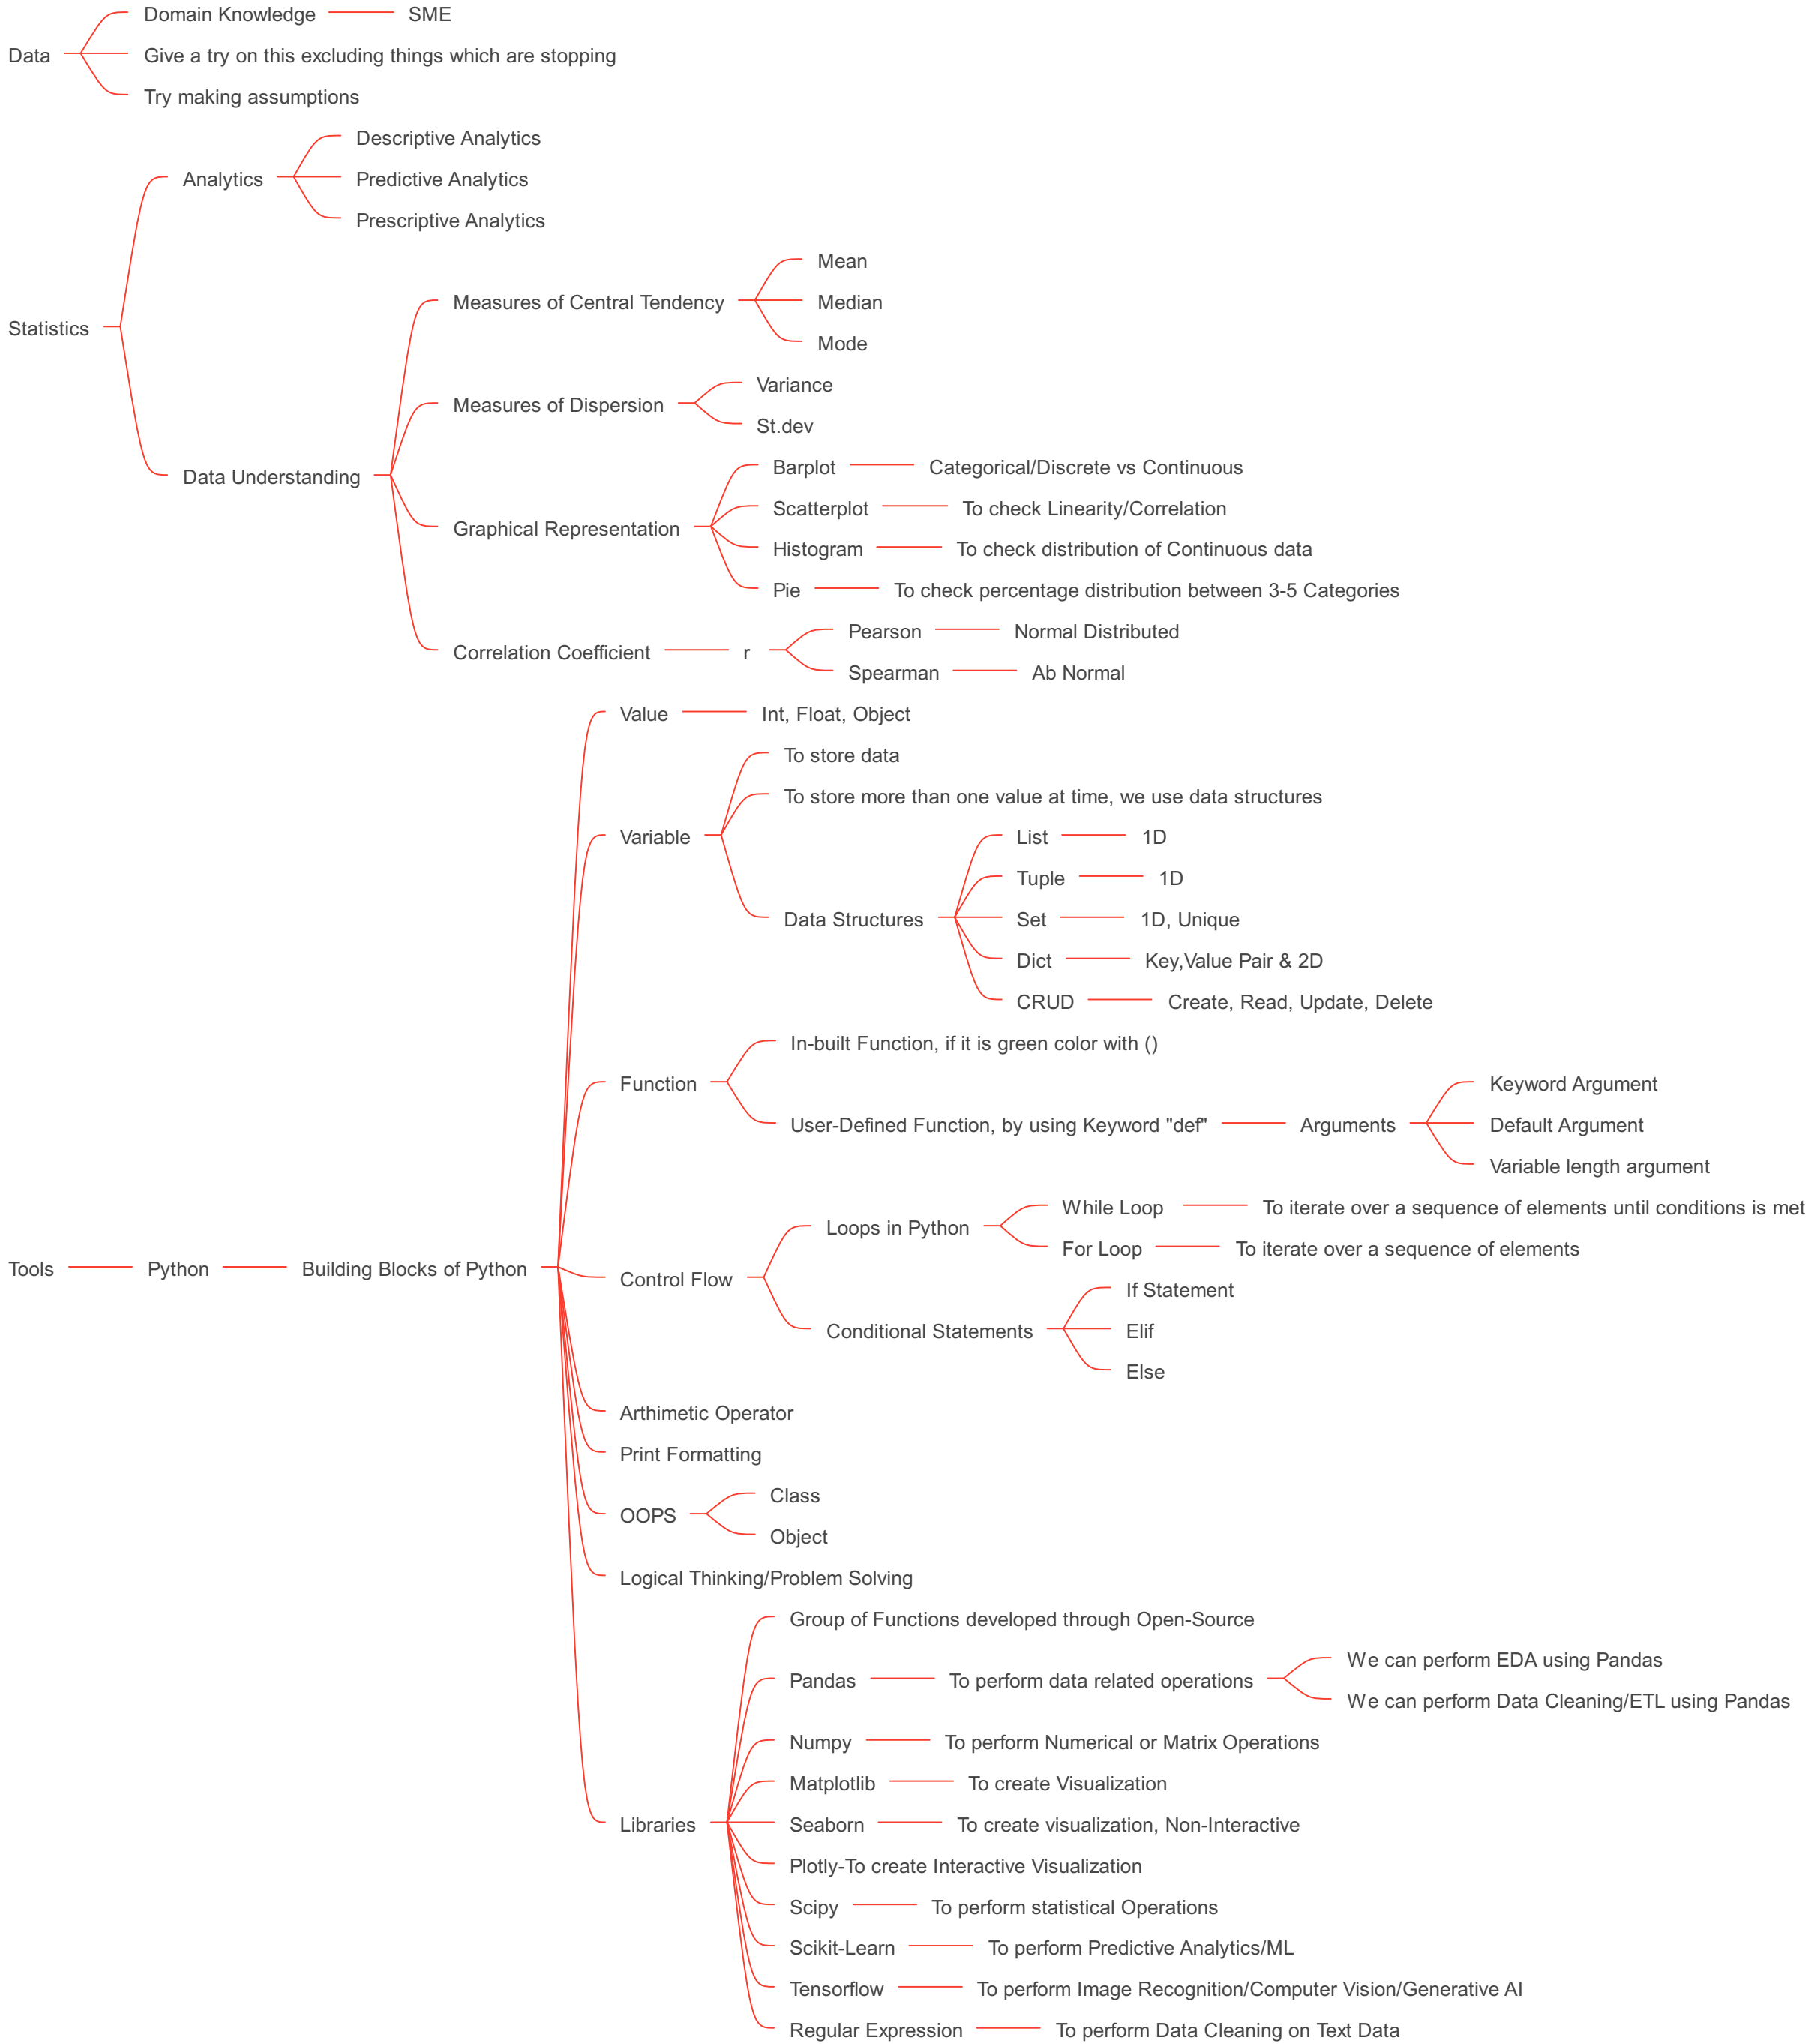 Data
Domain Knowledge
SME
Give a try on this excluding things which are stopping
Try making assumptions
Statistics
Analytics
Descriptive Analytics
Predictive Analytics
Prescriptive Analytics
Data Understanding
Measures of Central Tendency
Mean
Median
Mode
Measures of Dispersion
Variance
St.dev
Graphical Representation
Barplot
Categorical/Discrete vs Continuous
Scatterplot
To check Linearity/Correlation
Histogram
To check distribution of Continuous data
Pie
To check percentage distribution between 3-5 Categories
Correlation Coefficient
r
Pearson
Normal Distributed
Spearman
Ab Normal
Tools
Python
Building Blocks of Python
Value
Int, Float, Object
Variable
To store data
To store more than one value at time, we use data structures
Data Structures
List
1D
Tuple
1D
Set
1D, Unique
Dict
Key,Value Pair & 2D
CRUD
Create, Read, Update, Delete
Function
In-built Function, if it is green color with ()
User-Defined Function, by using Keyword "def"
Arguments
Keyword Argument
Default Argument
Variable length argument
Control Flow
Loops in Python
While Loop
To iterate over a sequence of elements until conditions is met
For Loop
To iterate over a sequence of elements
Conditional Statements
If Statement
Elif
Else
Arthimetic Operator
Print Formatting
OOPS
Class
Object
Logical Thinking/Problem Solving
Libraries
Group of Functions developed through Open-Source
Pandas
To perform data related operations
We can perform EDA using Pandas
We can perform Data Cleaning/ETL using Pandas
Numpy
To perform Numerical or Matrix Operations
Matplotlib
To create Visualization
Seaborn
To create visualization, Non-Interactive
Plotly-To create Interactive Visualization
Scipy
To perform statistical Operations
Scikit-Learn
To perform Predictive Analytics/ML
Tensorflow
To perform Image Recognition/Computer Vision/Generative AI
Regular Expression
To perform Data Cleaning on Text Data